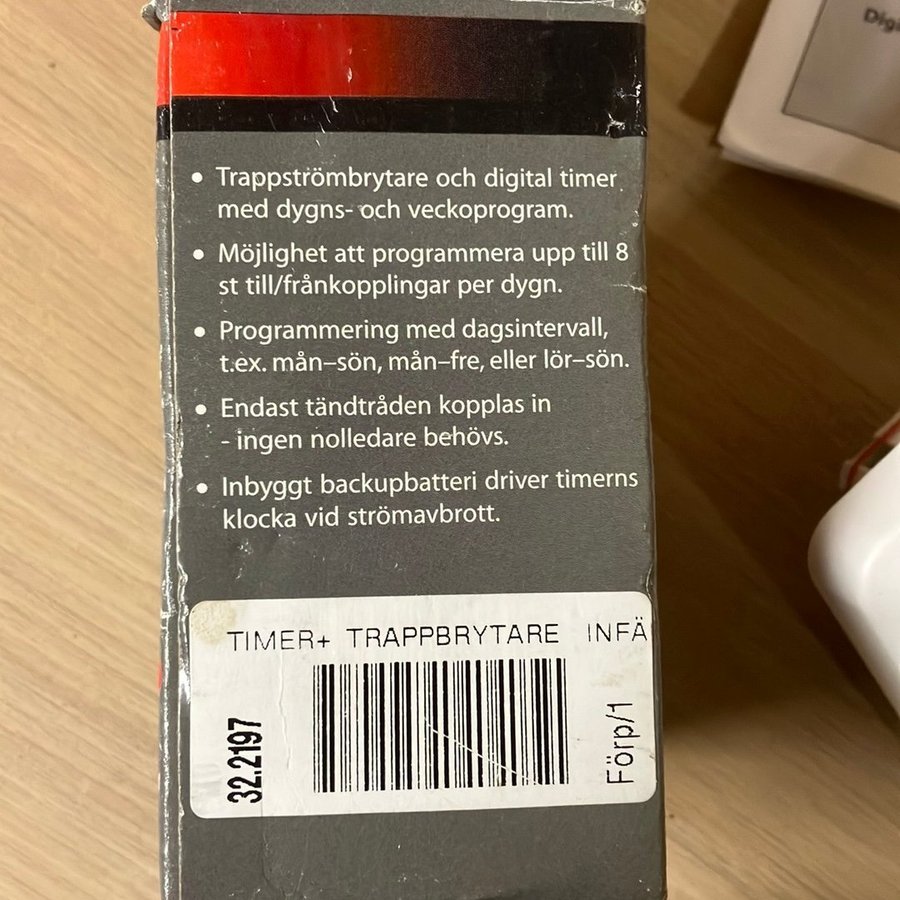 • Trappströmbrytare och digital timer
med dygns- och veckoprogram.
• Möjlighet att programmera upp till 8
st till/frånkopplingar per dygn.
• Programmering med dagsintervall,
t.ex. mån–sön, mån–fre, eller lör–sön.
• Endast tändtråden kopplas in
- ingen nolledare behövs.
• Inbyggt backupbatteri driver timerns
klocka vid strömavbrott.
TIMER+ TRAPPBRYTARE INFÄ
32.2197
Förp/1